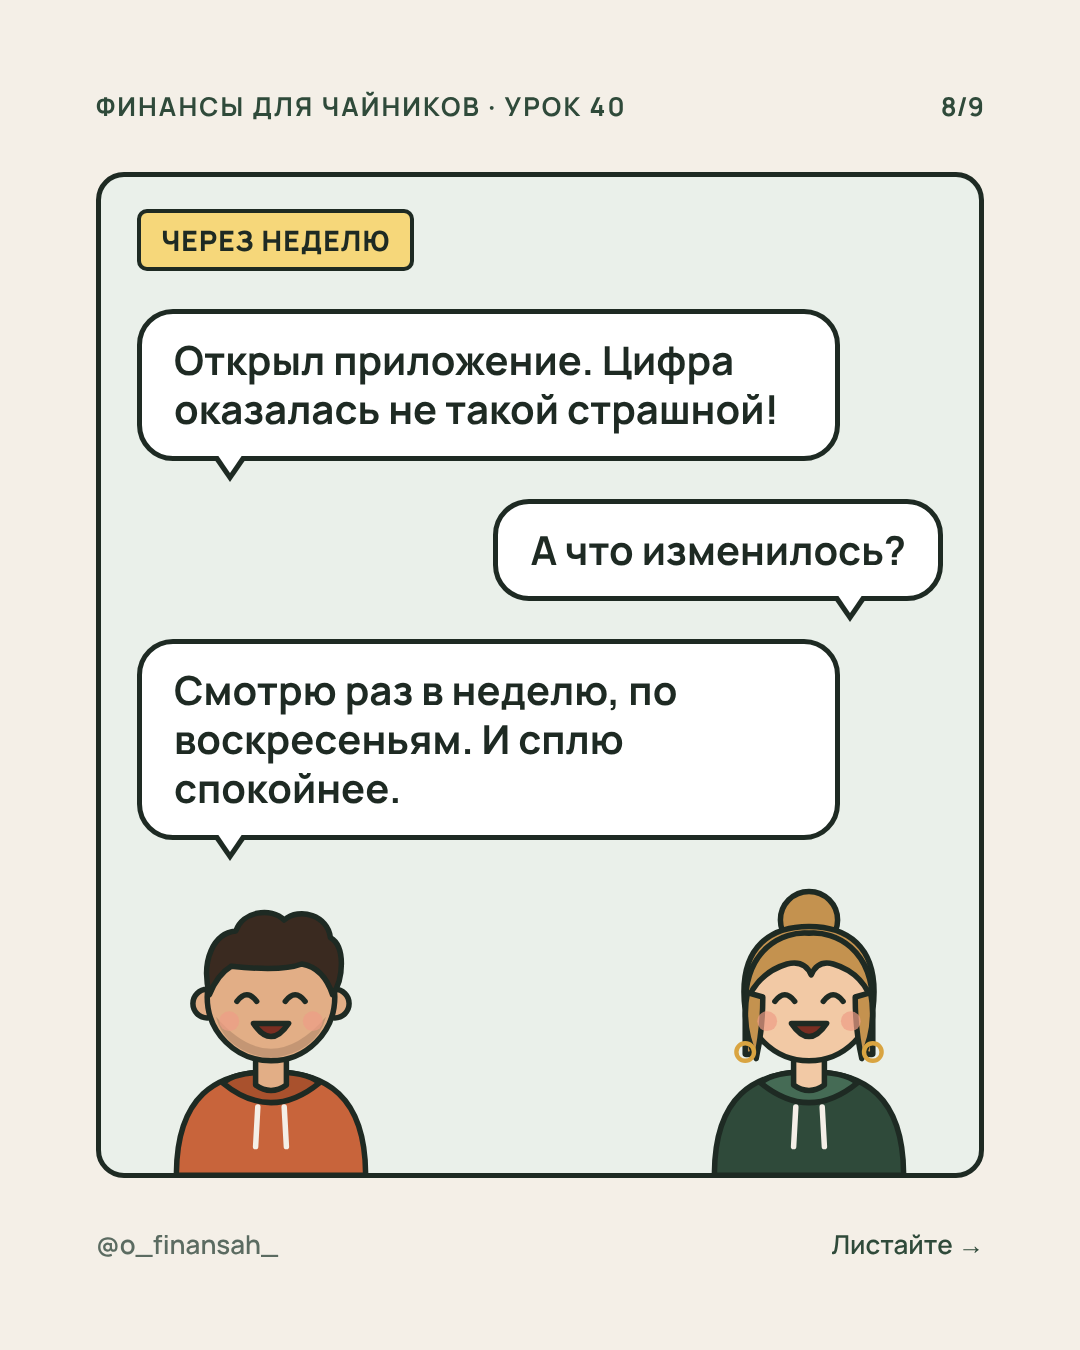 ФИНАНСЫ ДЛЯ ЧАЙНИКОВ · УРОК 40
8/9
ЧЕРЕЗ НЕДЕЛЮ
Открыл приложение. Цифра
оказалась не такой страшной!
А что изменилось?
Смотрю раз в неделю, по
воскресеньям. И сплю
спокойнее.
@o_finansah_
Листайте →